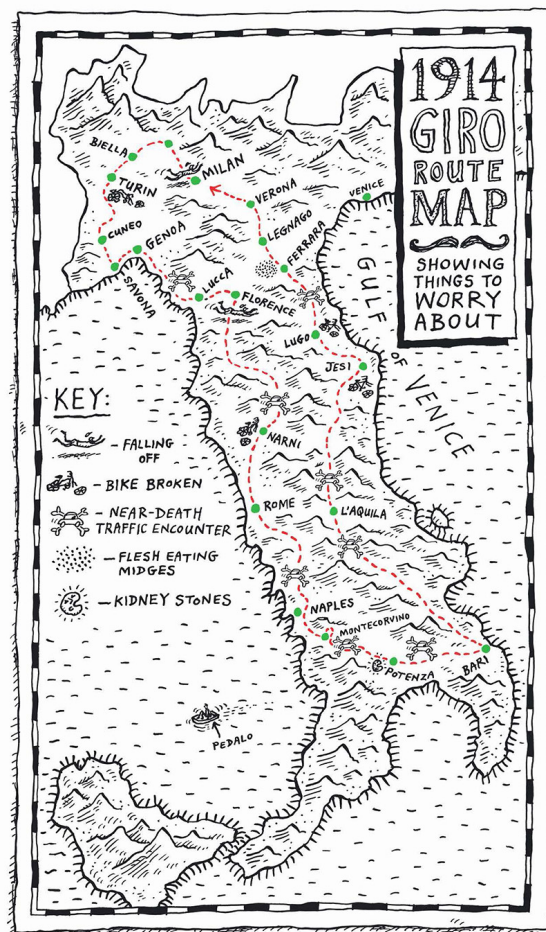 1914
GIRO
ROUTE
MAP
SHOWING
THINGS TO
WORRY
ABOUT
BIELLA
MILAN
TURIN
VERONA
VENICE
CUNEO
LEGNAGO
GENOA
FERRARA
SAVONA
LUCCA
FLORENCE
GULF OF VENICE
LUGO
JESI
KEY:
– FALLING
OFF
– BIKE BROKEN
– NEAR-DEATH
TRAFFIC ENCOUNTER
– FLESH EATING
MIDGES
– KIDNEY STONES
NARNI
ROME
L'AQUILA
NAPLES
MONTECORVINO
POTENZA
BARI
PEDALO